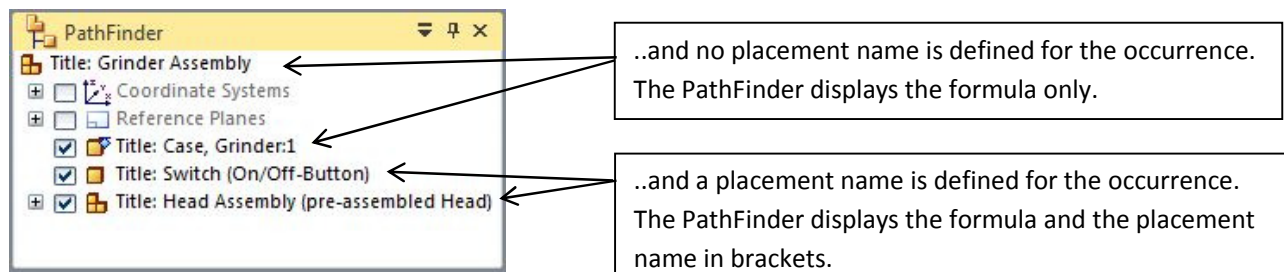 PathFinder
Title: Grinder Assembly
Coordinate Systems
Reference Planes
Title: Case, Grinder:1
Title: Switch (On/Off-Button)
Title: Head Assembly (pre-assembled Head)
..and no placement name is defined for the occurrence.
The PathFinder displays the formula only.
..and a placement name is defined for the occurrence.
The PathFinder displays the formula and the placement
name in brackets.